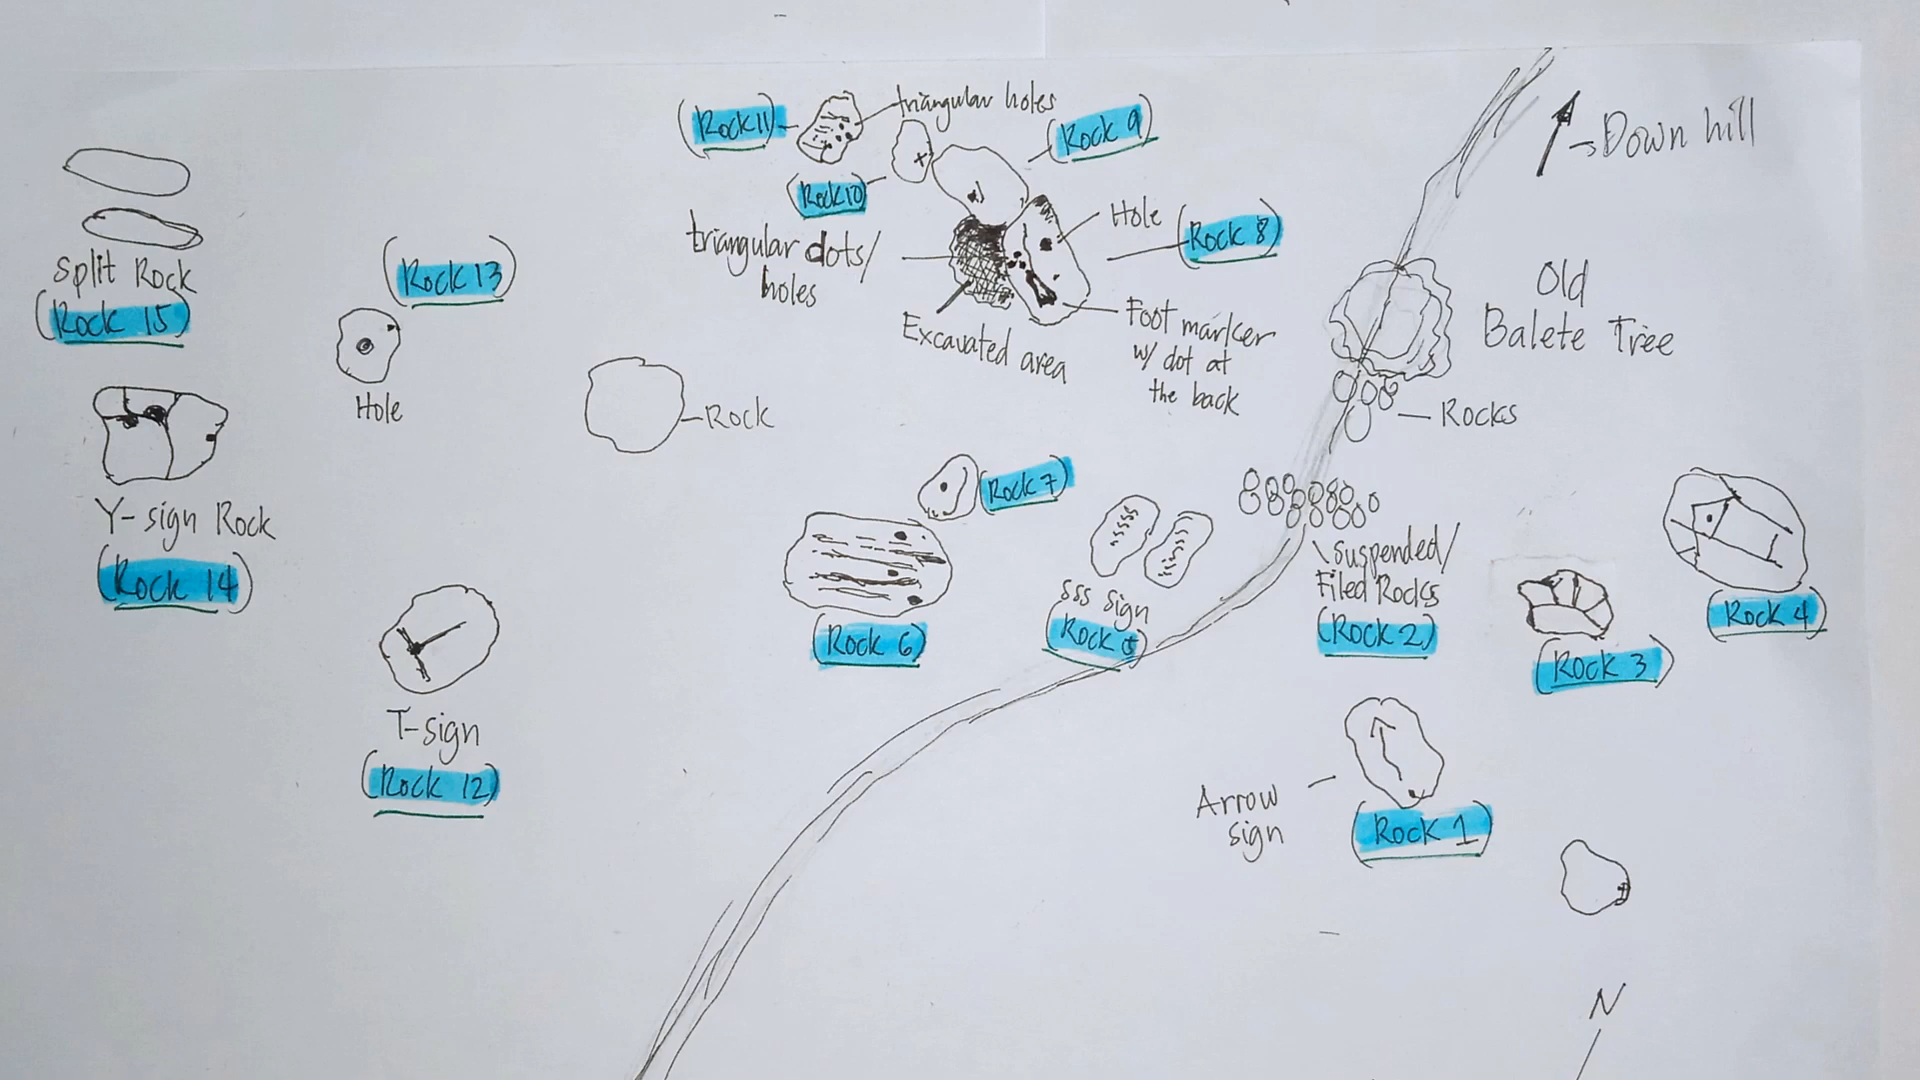 (Rock 11)
triangular holes
(Rock 9)
Down hill
(Rock 10)
Hole
(Rock 8)
triangular dots/
holes
Split Rock
(Rock 15)
(Rock 13)
Hole
Excavated area
Foot marker
w/ dot at
the back
Old
Balete Tree
Rock
Rocks
Y-sign Rock
(Rock 14)
Rock 7)
suspended/
Filed Rocks
(Rock 2)
sss sign
(Rock 5)
(Rock 6)
(Rock 3)
(Rock 4)
T-sign
(Rock 12)
Arrow
sign
(Rock 1)
N